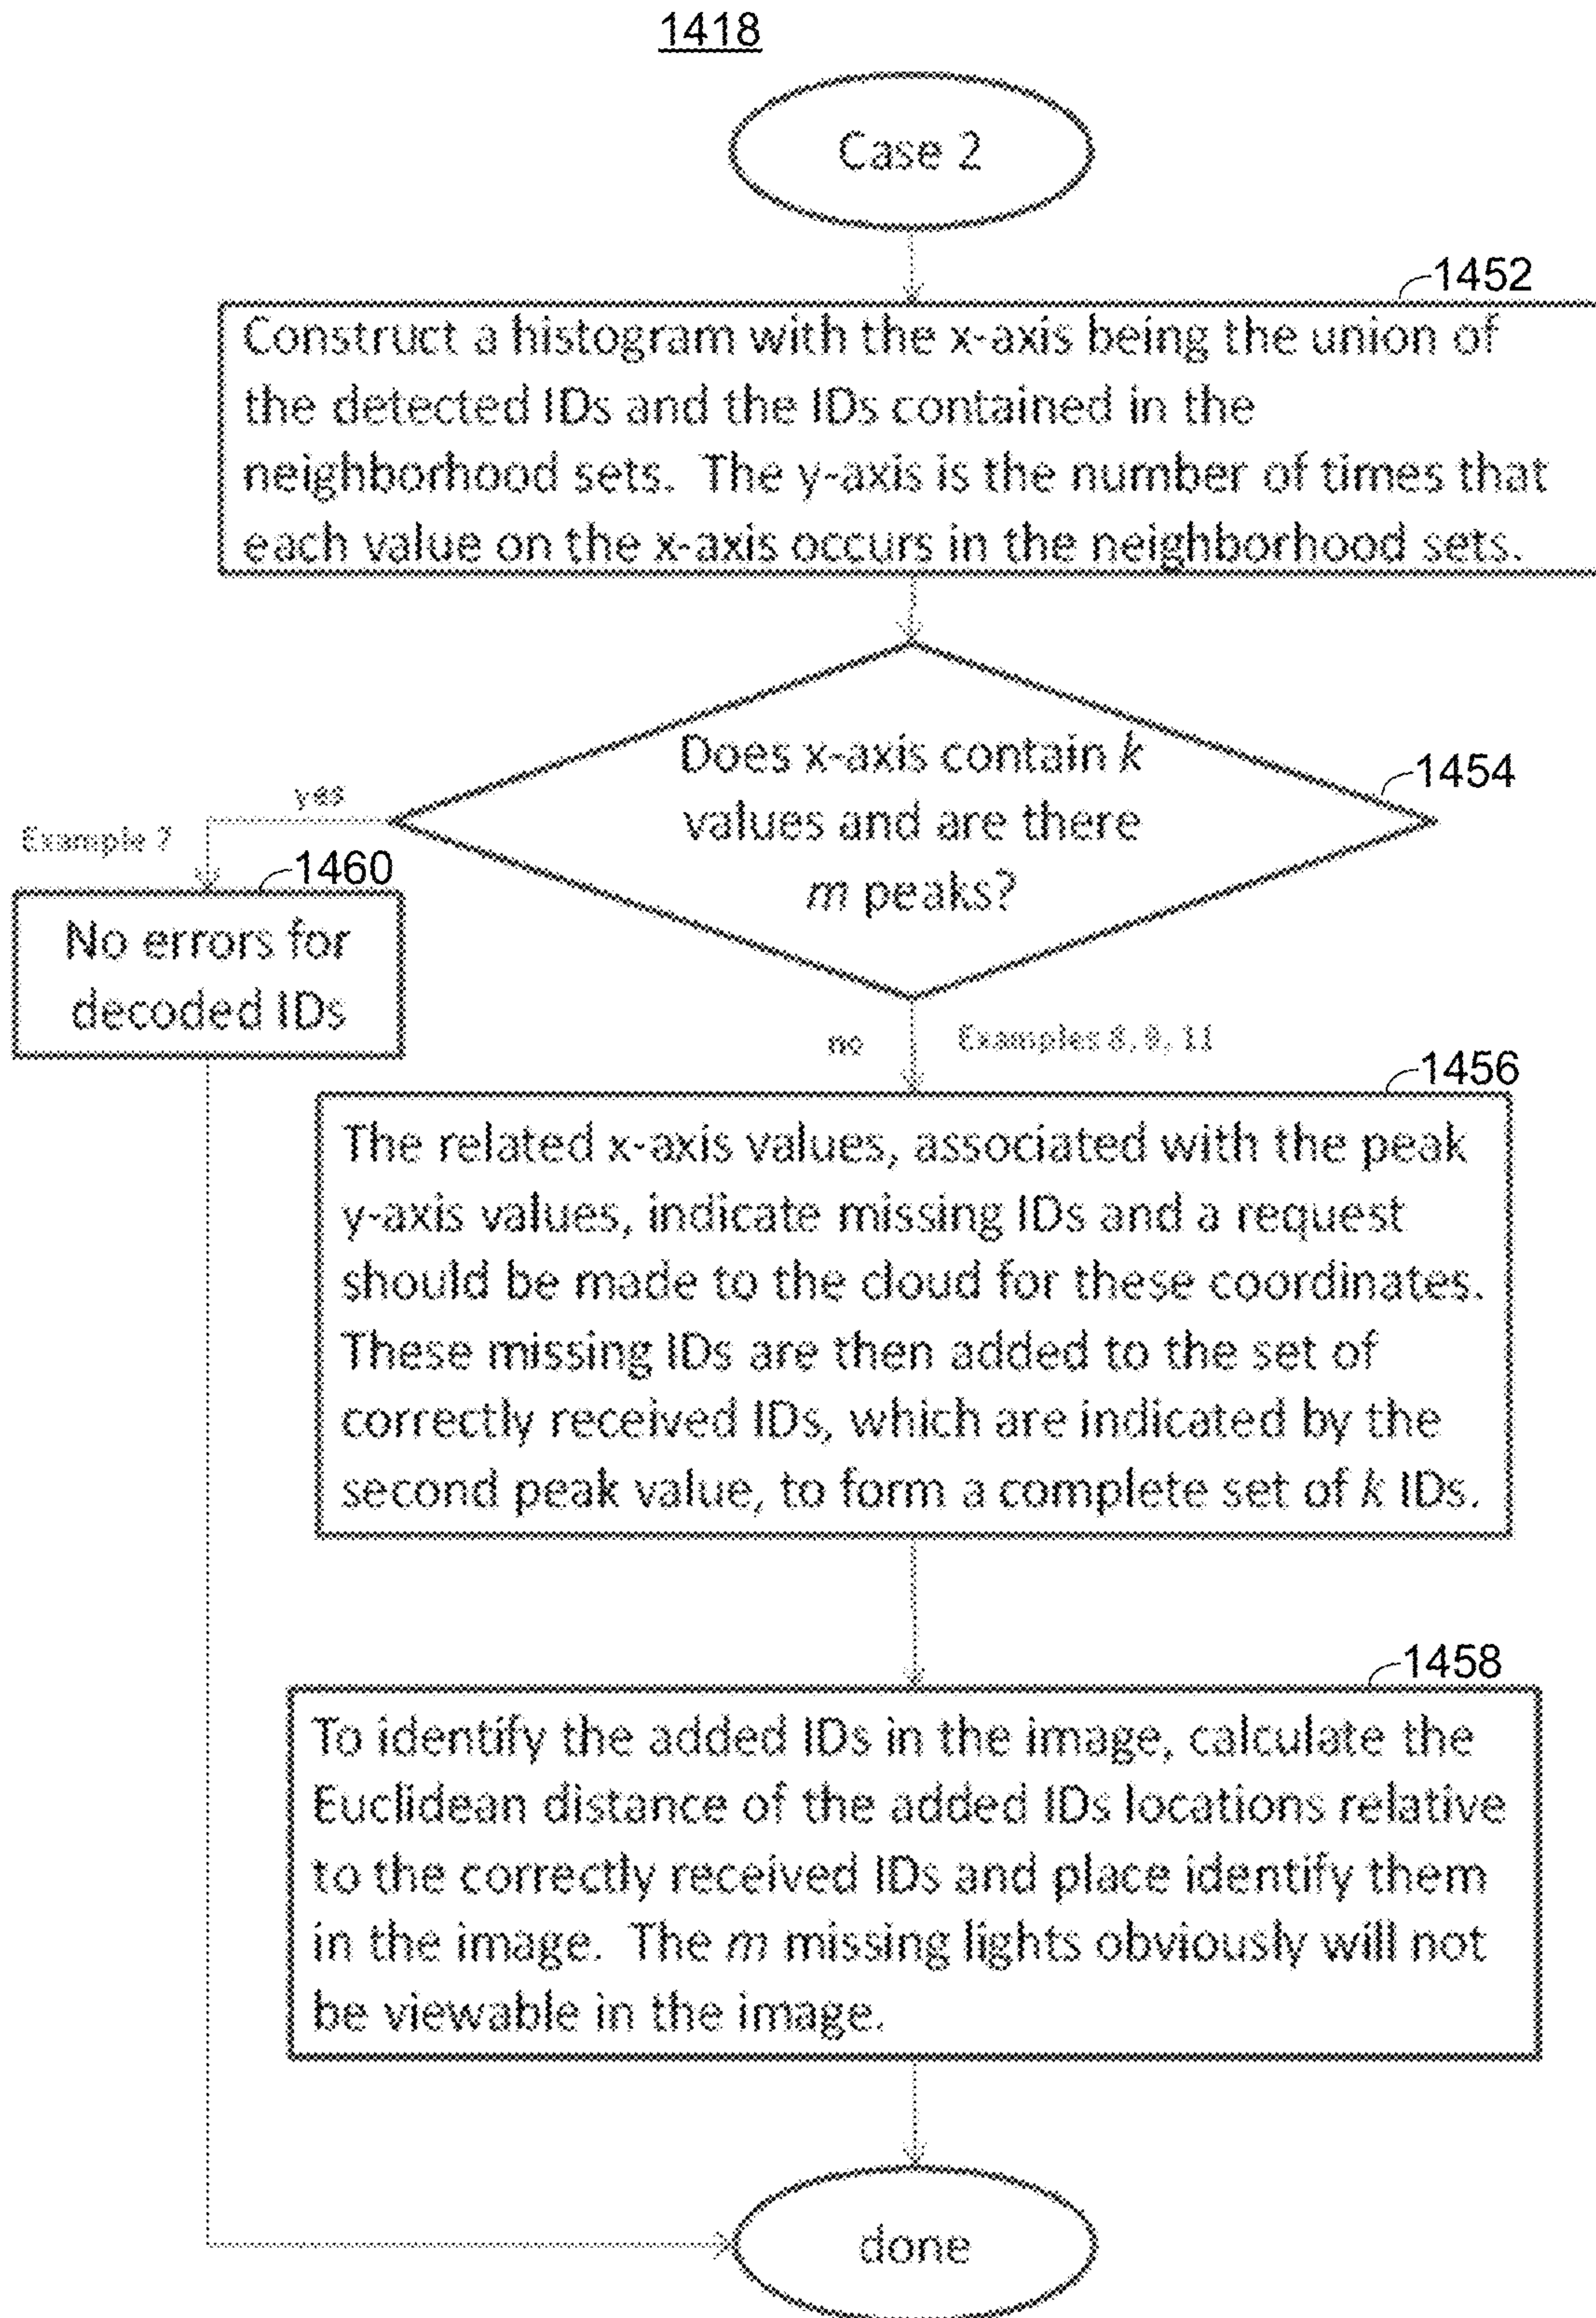 1418
Case 2
1452
Construct a histogram with the x-axis being the union of
the detected IDs and the IDs contained in the
neighborhood sets. The y-axis is the number of times that
each value on the x-axis occurs in the neighborhood sets.
Does x-axis contain k
values and are there
m peaks?
1454
yes
Example 7
1460
No errors for
decoded IDs
no
Examples 8, 9, 11
1456
The related x-axis values, associated with the peak
y-axis values, indicate missing IDs and a request
should be made to the cloud for these coordinates.
These missing IDs are then added to the set of
correctly received IDs, which are indicated by the
second peak value, to form a complete set of k IDs.
1458
To identify the added IDs in the image, calculate the
Euclidean distance of the added IDs locations relative
to the correctly received IDs and place identify them
in the image. The m missing lights obviously will not
be viewable in the image.
done